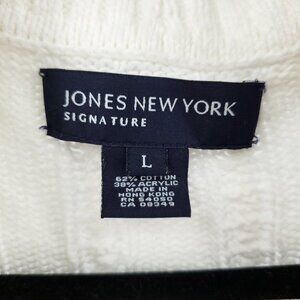 JONES NEW YORK
SIGNATURE
L
62% COTTON
38% ACRYLIC
MADE IN
HONG KONG
RN 54050
CA 08349